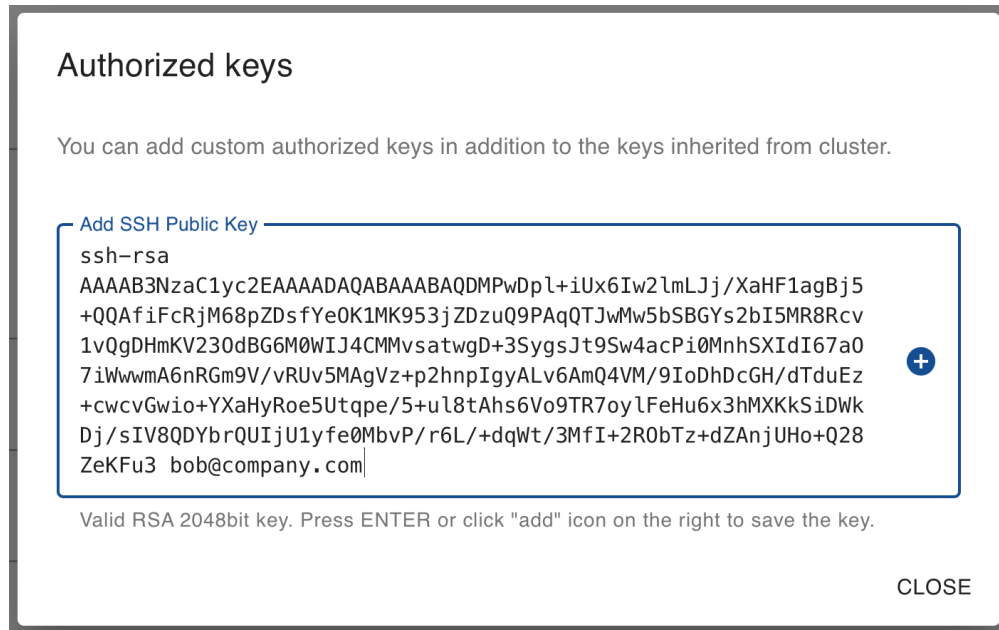 Authorized keys
You can add custom authorized keys in addition to the keys inherited from cluster.
Add SSH Public Key
ssh-rsa
AAAAB3NzaC1yc2EAAAADAQABAAABAQDMPwDpl+iUx6Iw2lmLJj/XaHF1agBj5
+QQAfiFcRjM68pZDsfYeOK1MK953jZDzuQ9PAqQTJwMw5bSBGYs2bI5MR8Rcv
1vQgDHmKV23OdBG6M0WIJ4CMMvsatwgD+3SygsJt9Sw4acPi0MnhSXIdI67aO
7iWwwmA6nRGm9V/vRUv5MAgVz+p2hnpIgyALv6AmQ4VM/9IoDhDcGH/dTduEz
+cwcvGwio+YXaHyRoe5Utqpe/5+ul8tAhs6Vo9TR7oylFeHu6x3hMXKkSiDWk
Dj/sIV8QDYbrQUIjU1yfe0MbvP/r6L/+dqWt/3MfI+2RObTz+dZAnjUHo+Q28
ZeKFu3 bob@company.com
Valid RSA 2048bit key. Press ENTER or click "add" icon on the right to save the key.
CLOSE